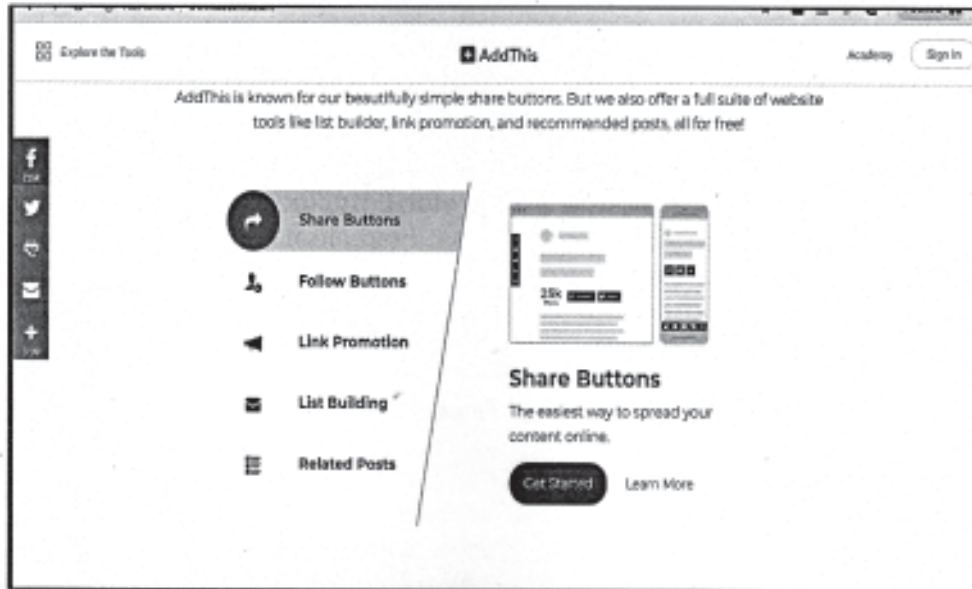 Explore the Tools
AddThis
Academy
Sign In
AddThis is known for our beautifully simple share buttons. But we also offer a full suite of website
tools like list builder, link promotion, and recommended posts, all for free!
Share Buttons
Follow Buttons
Link Promotion
List Building
Related Posts
25k
Share Buttons
The easiest way to spread your
content online.
Get Started
Learn More